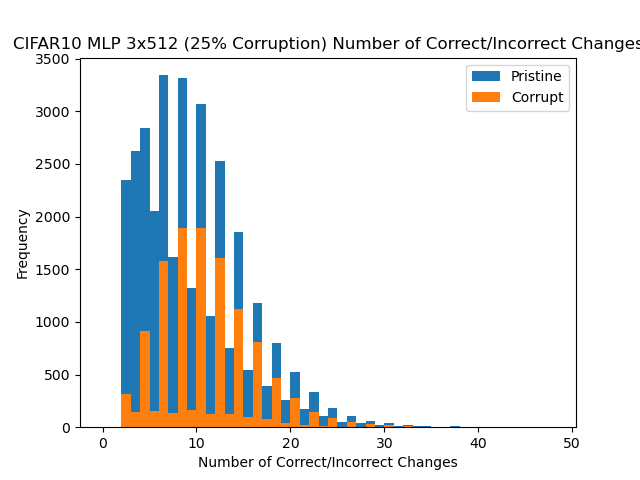 CIFAR10 MLP 3x512 (25% Corruption) Number of Correct/Incorrect Changes
Pristine
Corrupt
Frequency
3500
3000
2500
2000
1500
1000
500
0
0 10 20 30 40 50
Number of Correct/Incorrect Changes